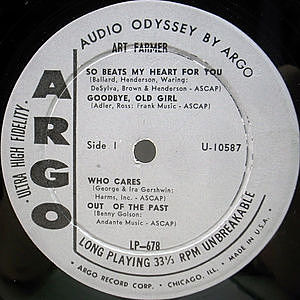 AUDIO ODYSSEY BY ARGO
ART FARMER
ARGO
ULTRA HIGH FIDELITY
SO BEATS MY HEART FOR YOU
(Ballard, Henderson, Waring:
DeSylva, Brown & Henderson - ASCAP)
GOODBYE, OLD GIRL
(Adler, Ross: Frank Music - ASCAP)
Side 1
U-10587
WHO CARES
(George & Ira Gershwin:
Harms, Inc. - ASCAP)
OUT OF THE PAST
(Benny Golson:
Andante Music - ASCAP)
LP-678
LONG PLAYING 33⅓ RPM UNBREAKABLE
ARGO RECORD CORP. • CHICAGO, ILL. • MADE IN U.S.A.